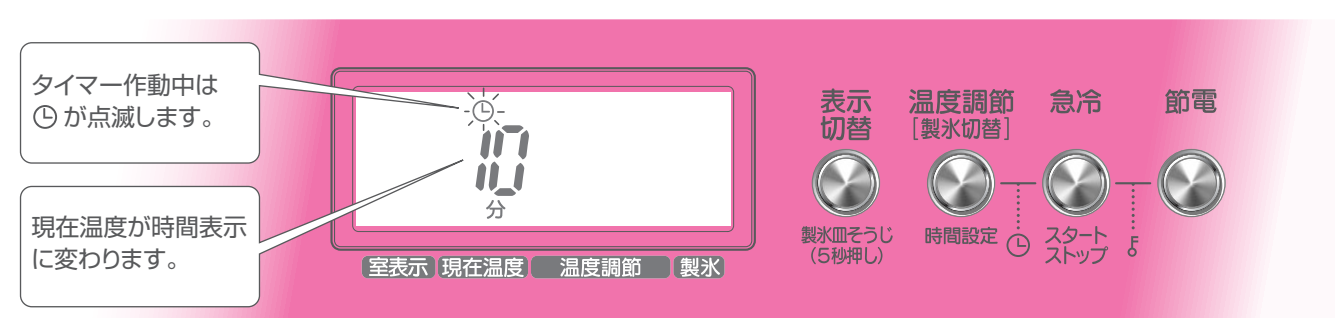 タイマー作動中は
が点滅します。
現在温度が時間表示
に変わります。
10
分
室表示 現在温度 温度調節 製氷
表示
切替
温度調節
[製氷切替]
急冷
節電
製氷皿そうじ
(5秒押し)
時間設定
スタート
ストップ